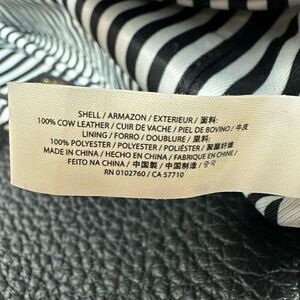 SHELL / ARMAZON / EXTERIEUR / 面料:
100% COW LEATHER / CUIR DE VACHE / PIEL DE BOVINO / 牛皮
LINING / FORRO / DOUBLURE / 里料:
100% POLYESTER / POLYESTER / POLIÉSTER / 聚酯纤维
MADE IN CHINA / HECHO EN CHINA / FABRIQUE EN CHINE /
FEITO NA CHINA / 中国製 / 中国制造 / 중국
RN 0102760 / CA 57710